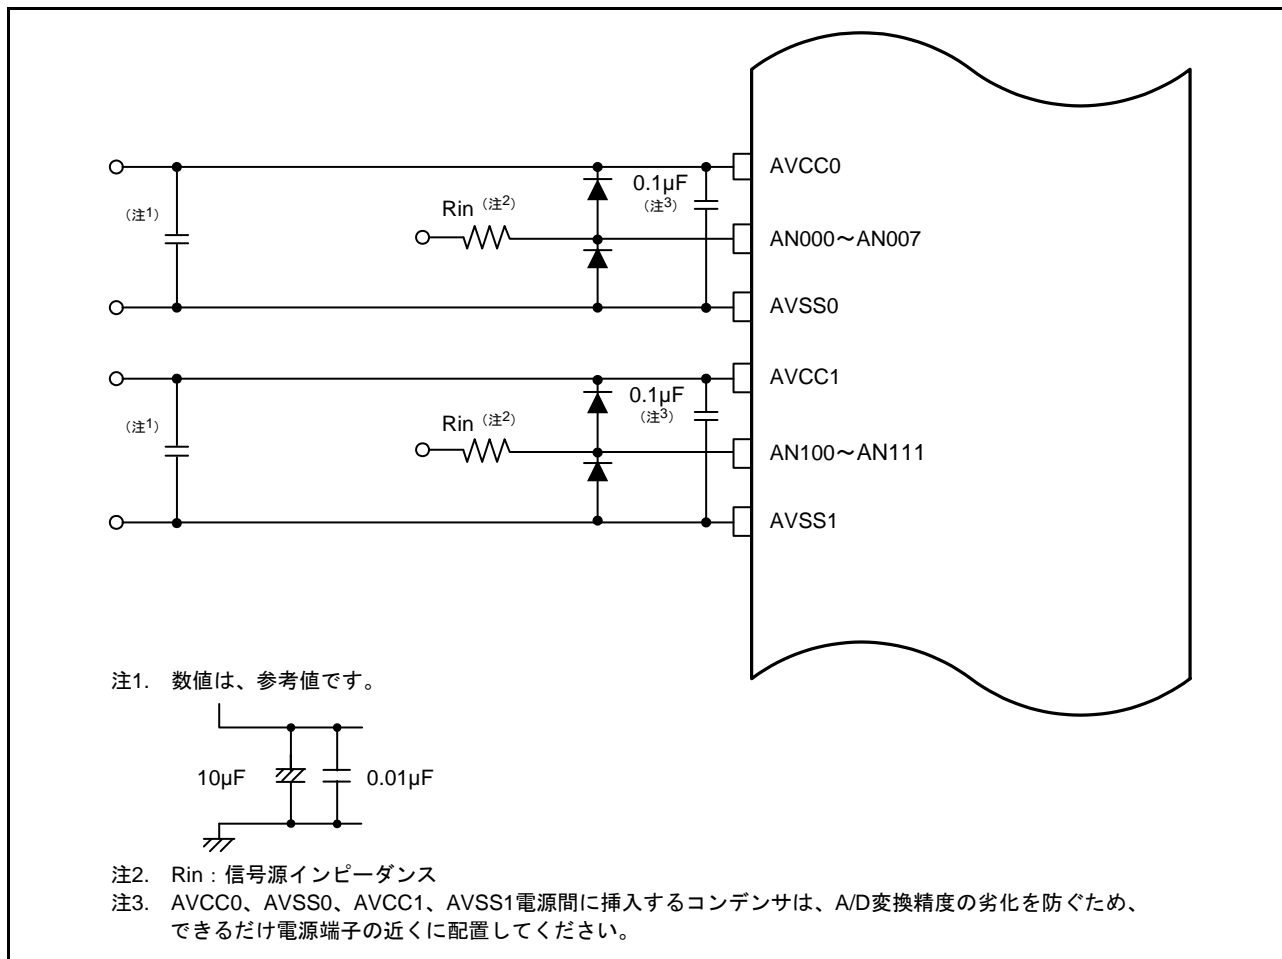 AVCC0
0.1μF
(注3)
(注1)
Rin (注2)
AN000~AN007
AVSS0
AVCC1
0.1μF
(注3)
(注1)
Rin (注2)
AN100~AN111
AVSS1
注1. 数値は、参考値です。
10μF
0.01μF
注2. Rin:信号源インピーダンス
注3. AVCC0、AVSS0、AVCC1、AVSS1電源間に挿入するコンデンサは、A/D変換精度の劣化を防ぐため、
できるだけ電源端子の近くに配置してください。